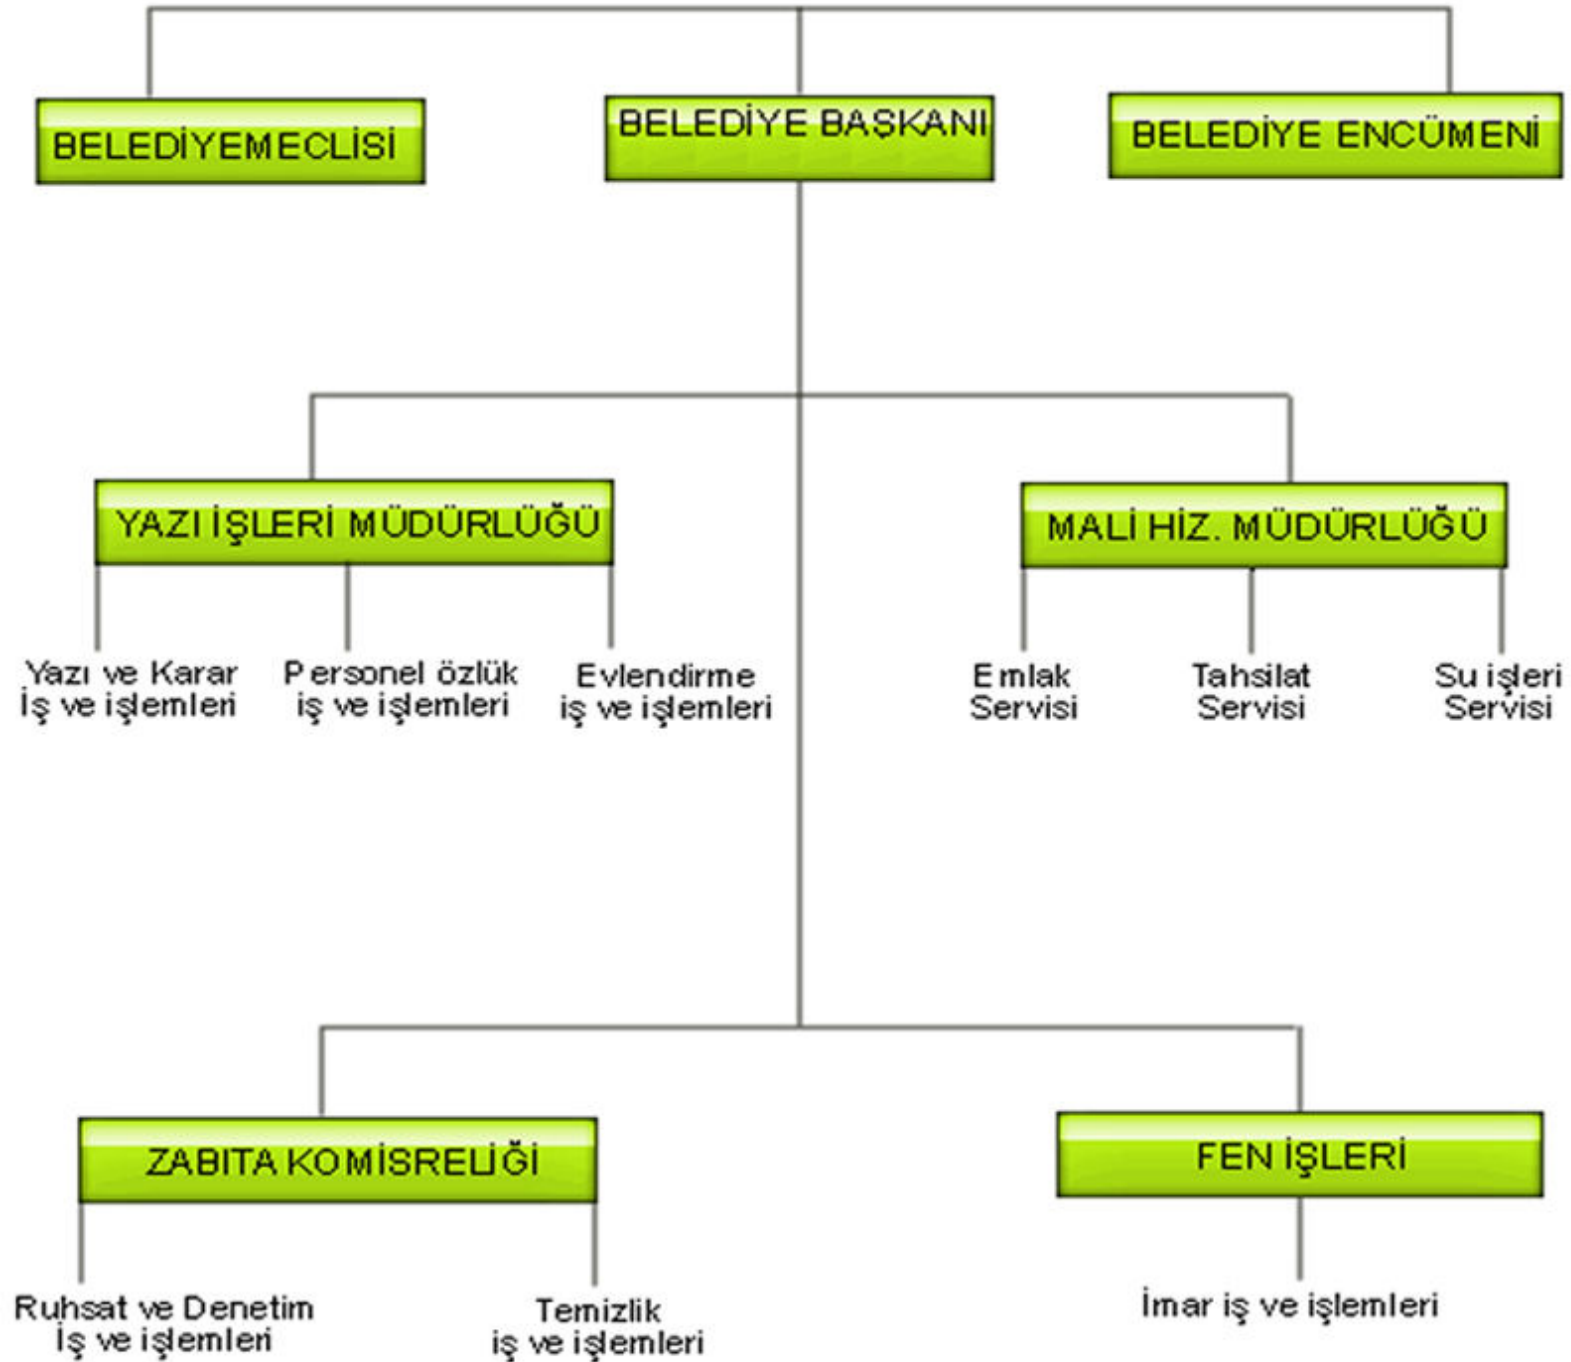 BELEDİYEMECLİSİ
BELEDİYE BAŞKANI
BELEDİYE ENCÜMENİ
YAZI İŞLERİ MÜDÜRLÜĞÜ
MALİ HİZ. MÜDÜRLÜĞÜ
Yazı ve Karar
İş ve işlemleri
Personel özlük
iş ve işlemleri
Evlendirme
iş ve işlemleri
Emlak
Servisi
Tahsilat
Servisi
Su işleri
Servisi
ZABITA KOMİSRELİĞİ
FEN İŞLERİ
Ruhsat ve Denetim
İş ve işlemleri
Temizlik
iş ve işlemleri
İmar iş ve işlemleri